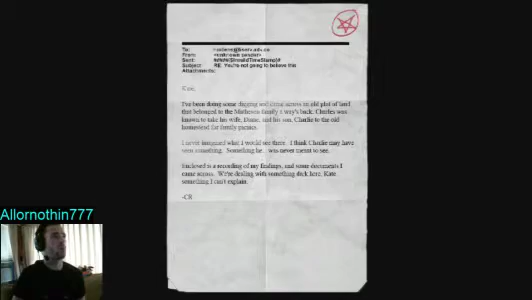 To:
From: <unknown sender>
Sent:
Subject: RE: You're not going to believe this
Attachments:
Kate,
I've been doing some digging and come across an old plot of land
that belonged to the Matheson family a ways back. Charles was
known to take his wife, and his son, Charlie to the old
homestead for family picnics.
I never imagined what I would see there. I think Charlie may have
seen something. Something he was never meant to see.
Enclosed is a recording of my findings, and some documents I
came across. We're dealing with something dark here, Kate
something I can't explain.
-CR
Allornothin777